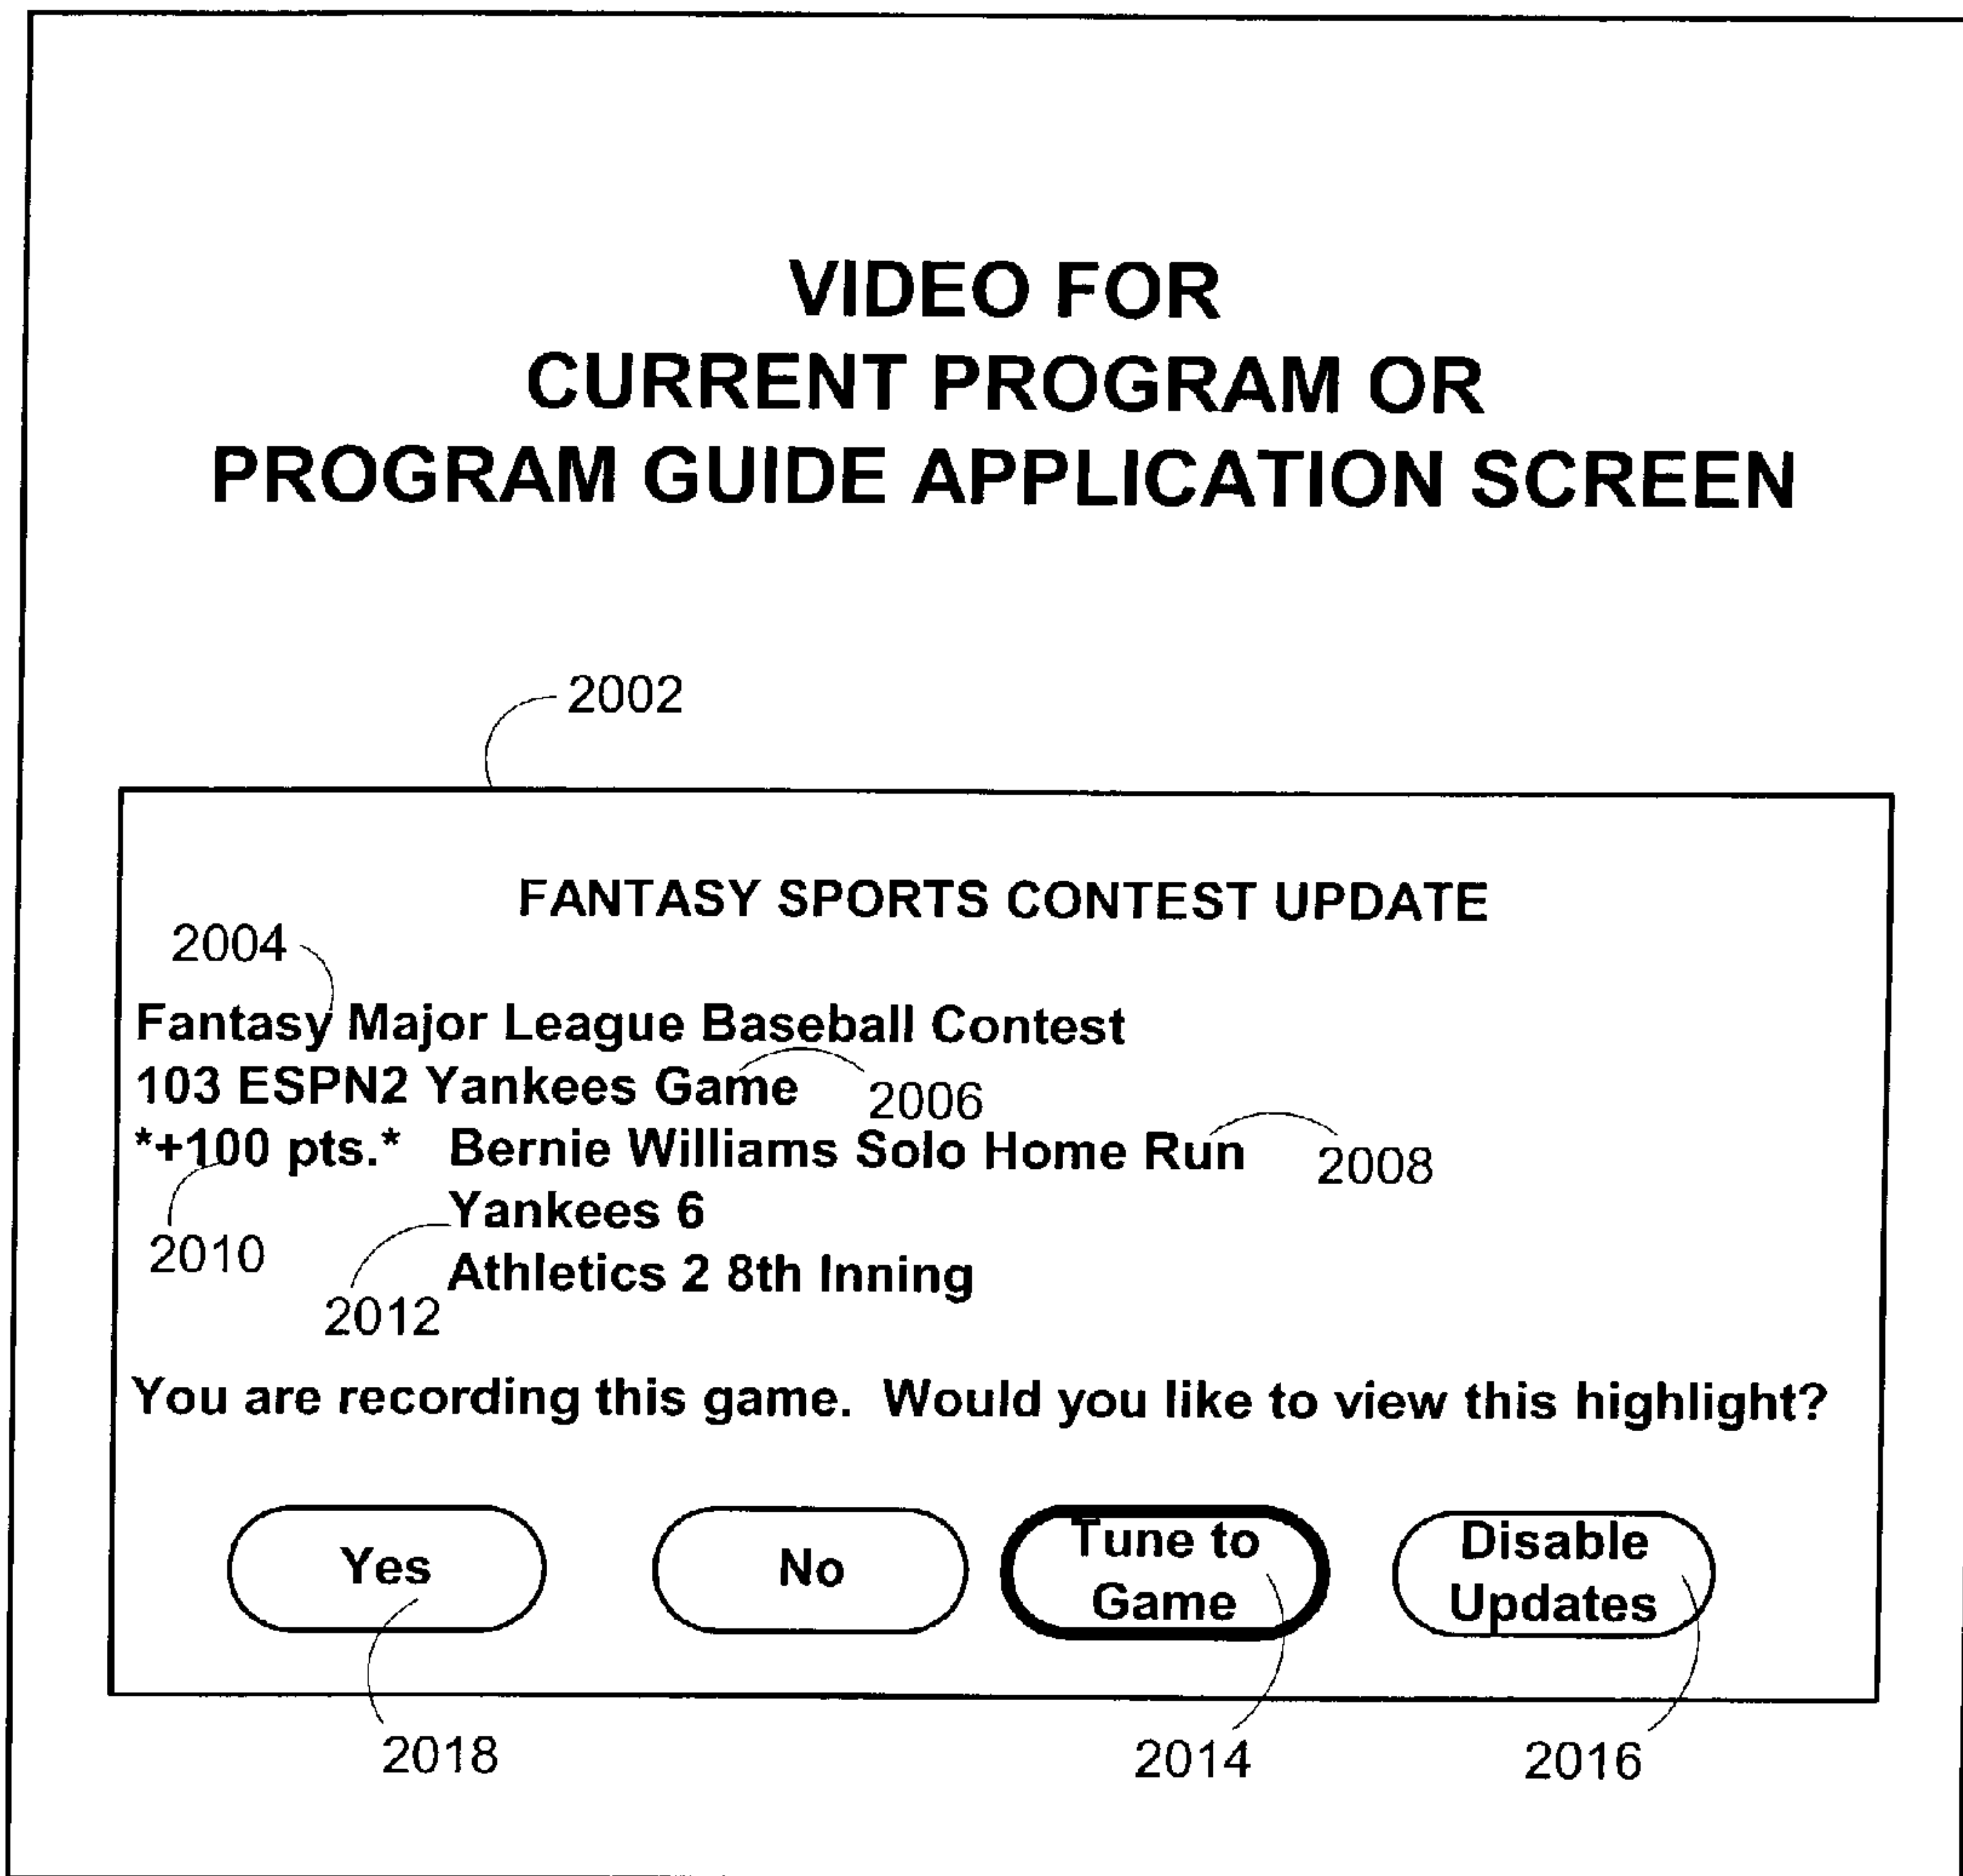 VIDEO FOR
CURRENT PROGRAM OR
PROGRAM GUIDE APPLICATION SCREEN
2002
FANTASY SPORTS CONTEST UPDATE
2004
Fantasy Major League Baseball Contest
103 ESPN2 Yankees Game
2006
*+100 pts.* Bernie Williams Solo Home Run
2008
Yankees 6
2010
Athletics 2 8th Inning
2012
You are recording this game. Would you like to view this highlight?
Yes
No
Tune to
Game
Disable
Updates
2018
2014
2016